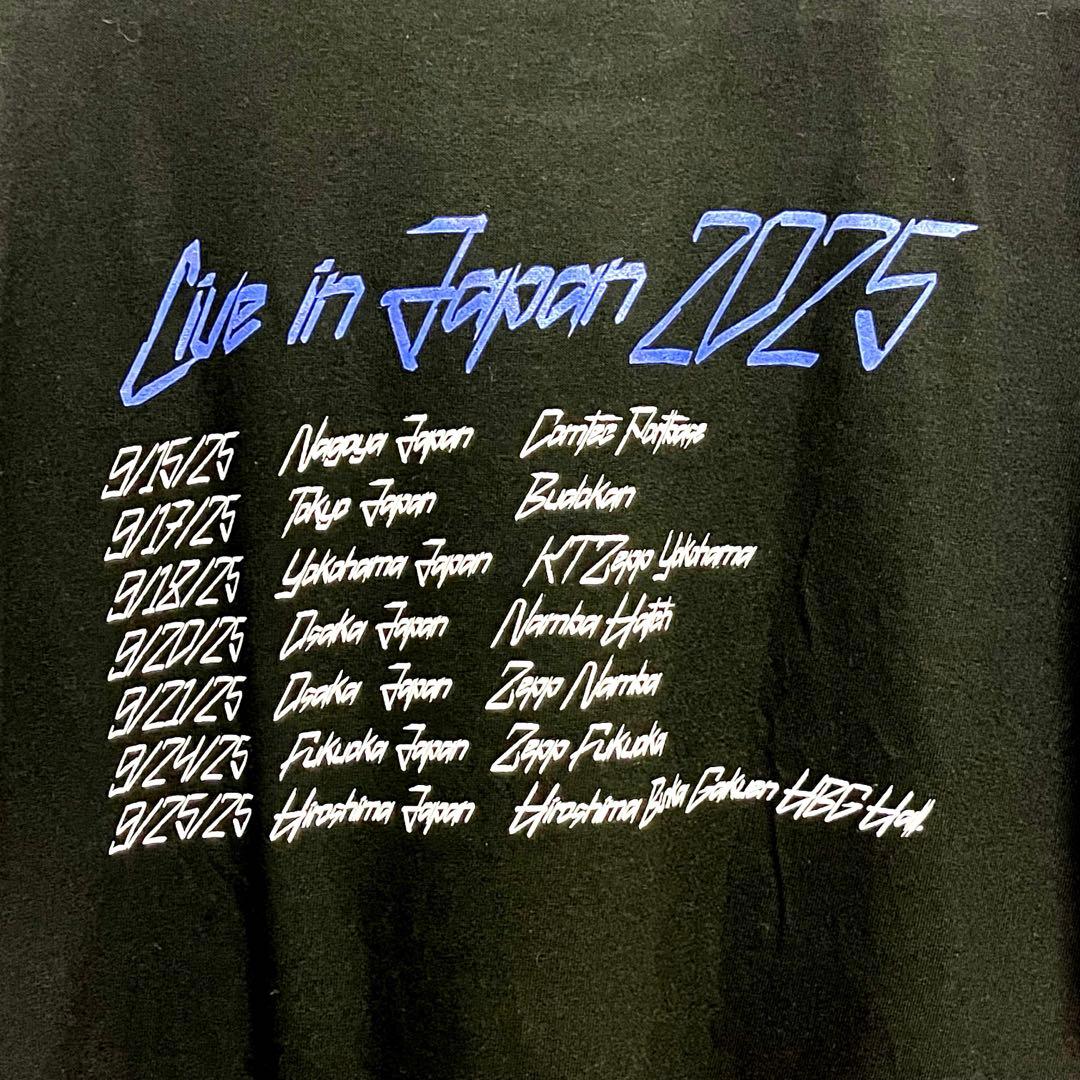 Live in Japan 2025
9/15/25 Nagoya Japan Comtec Portbase
9/17/25 Tokyo Japan Budokan
9/18/25 Yokohama Japan KT Zepp Yokohama
9/20/25 Osaka Japan Namba Hatch
9/21/25 Osaka Japan Zepp Namba
9/24/25 Fukuoka Japan Zepp Fukuoka
9/25/25 Hiroshima Japan Hiroshima Gakuen HBG Hall